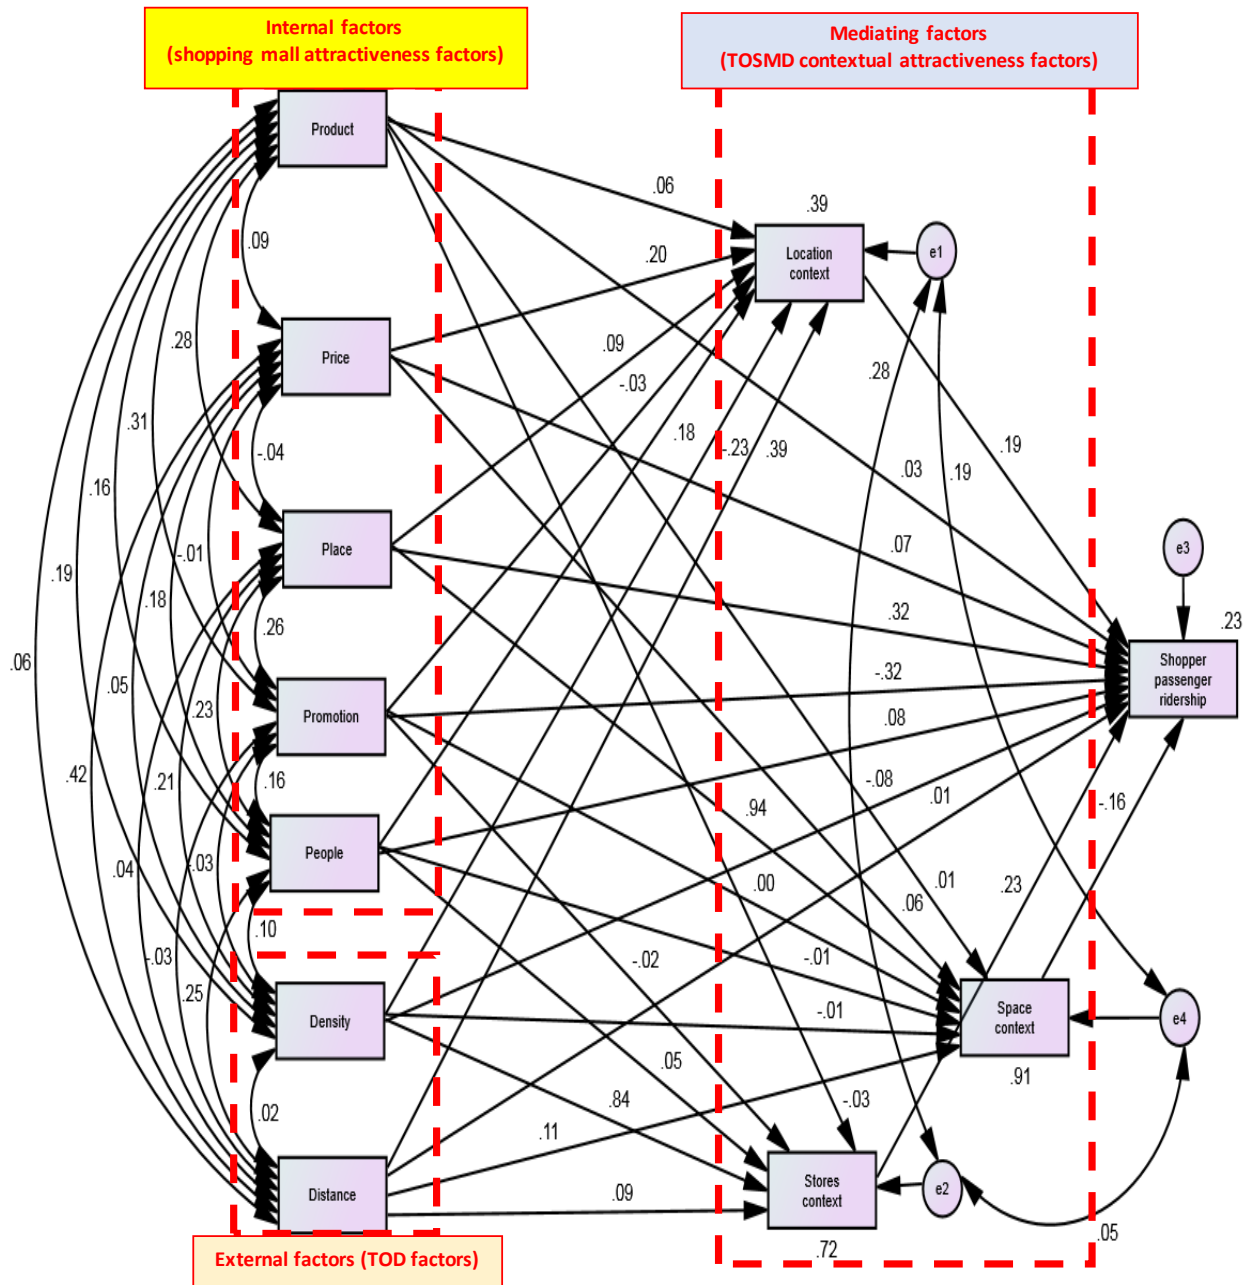 Internal factors
(shopping mall attractiveness factors)
Mediating factors
(TOSMD contextual attractiveness factors)
Product
.06
.39
Location
context
e1
.09
.20
.28
Price
.09
-.03
.28
.31
-.04
.18
-.23
.39
.03
.19
.19
.16
-.01
Place
.07
e3
.19
.18
.26
.32
.23
Shopper
passenger
ridership
.06
.05
.23
Promotion
-.32
.08
.42
.21
.16
-.08
.01
.94
-.16
People
.04
-.03
.00
.01
.23
.06
.10
-.03
.25
-.02
-.01
Density
-.01
Space
context
e4
.91
.05
.02
.84
-.03
.11
Distance
.09
Stores
context
e2
.72
.05
External factors (TOD factors)